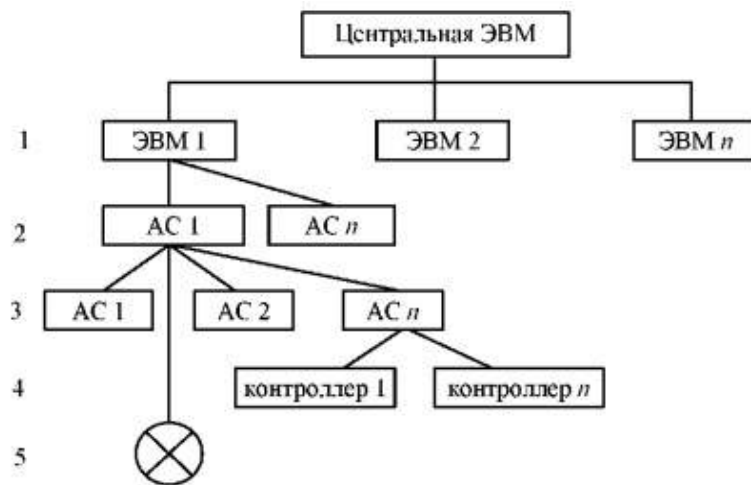 Центральная ЭВМ
1 ЭВМ 1 ЭВМ 2 ЭВМ n
2 АС 1 АС n
3 АС 1 АС 2 АС n
4 контроллер 1 контроллер n
5